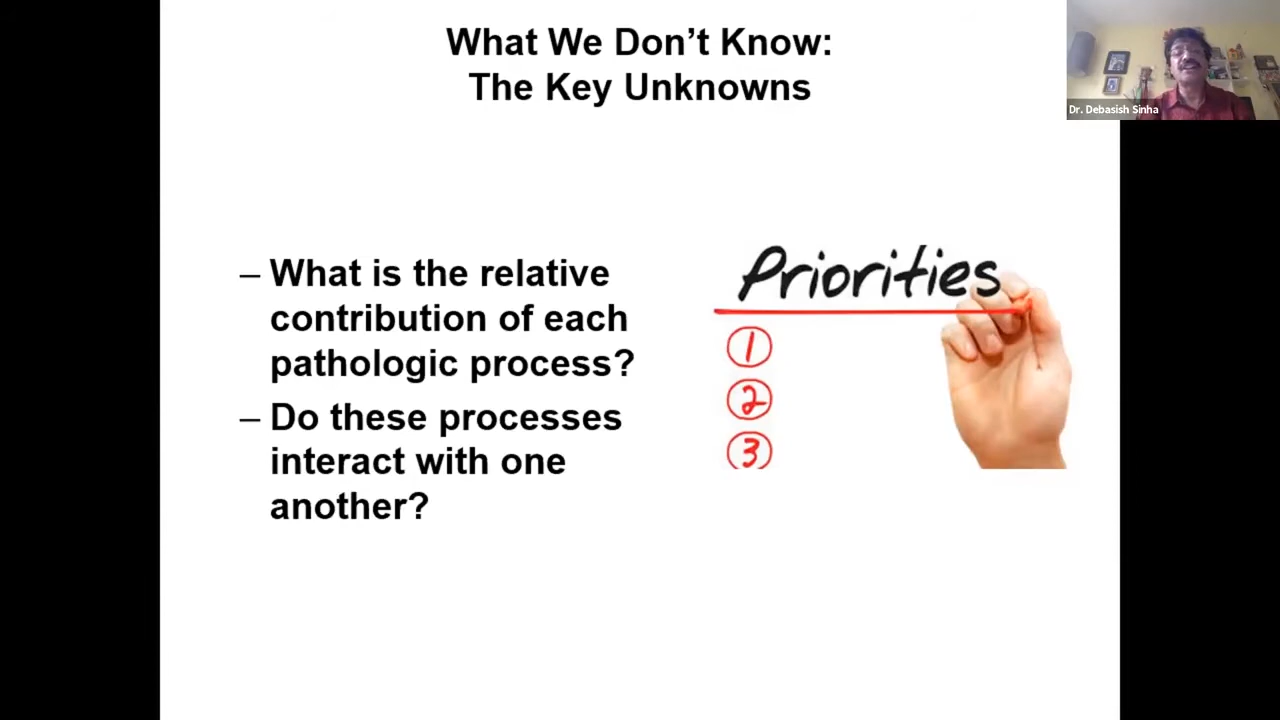 What We Don’t Know:
The Key Unknowns
Dr. Debasish Sinha
– What is the relative
contribution of each
pathologic process?
– Do these processes
interact with one
another?
Priorities
1
2
3